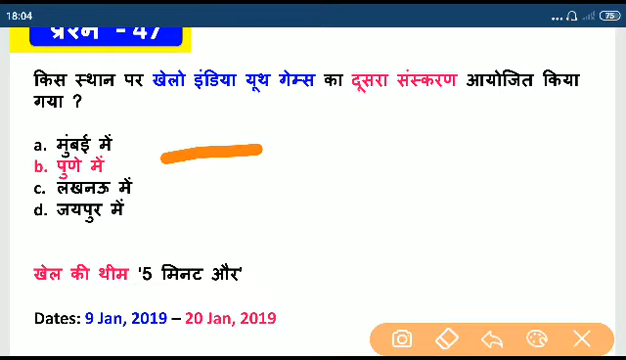 18:04
75
प्रश्न - 47
किस स्थान पर खेलो इंडिया यूथ गेम्स का दूसरा संस्करण आयोजित किया
गया ?
a. मुंबई में
b. पुणे में
c. लखनऊ में
d. जयपुर में
खेल की थीम '5 मिनट और'
Dates: 9 Jan, 2019 – 20 Jan, 2019